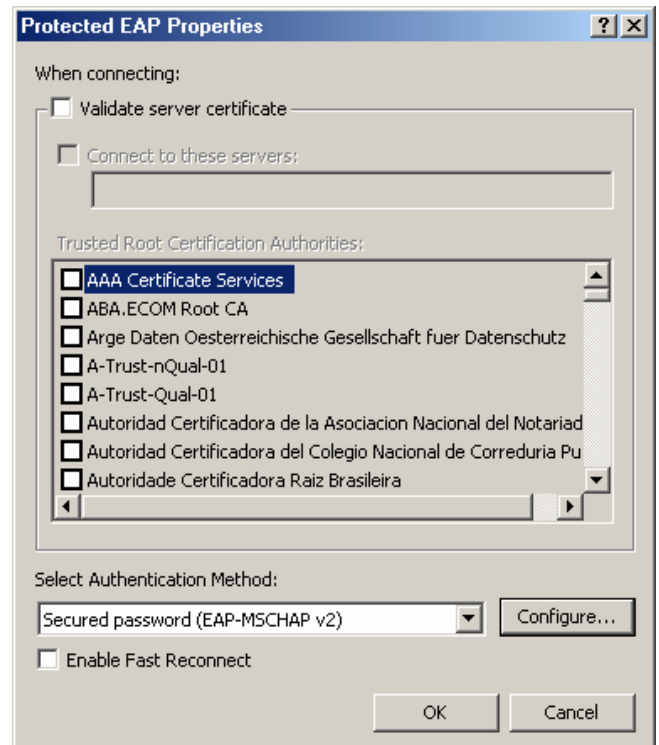 Protected EAP Properties
When connecting:
Validate server certificate
Connect to these servers:
Trusted Root Certification Authorities:
AAA Certificate Services
ABA.ECOM Root CA
Arge Daten Oesterreichische Gesellschaft fuer Datenschutz
A-Trust-nQual-01
A-Trust-Qual-01
Autoridad Certificadora de la Asociacion Nacional del Notariad
Autoridad Certificadora del Colegio Nacional de Correduria Pu
Autoridade Certificadora Raiz Brasileira
Select Authentication Method:
Secured password (EAP-MSCHAP v2) Configure...
Enable Fast Reconnect
OK Cancel